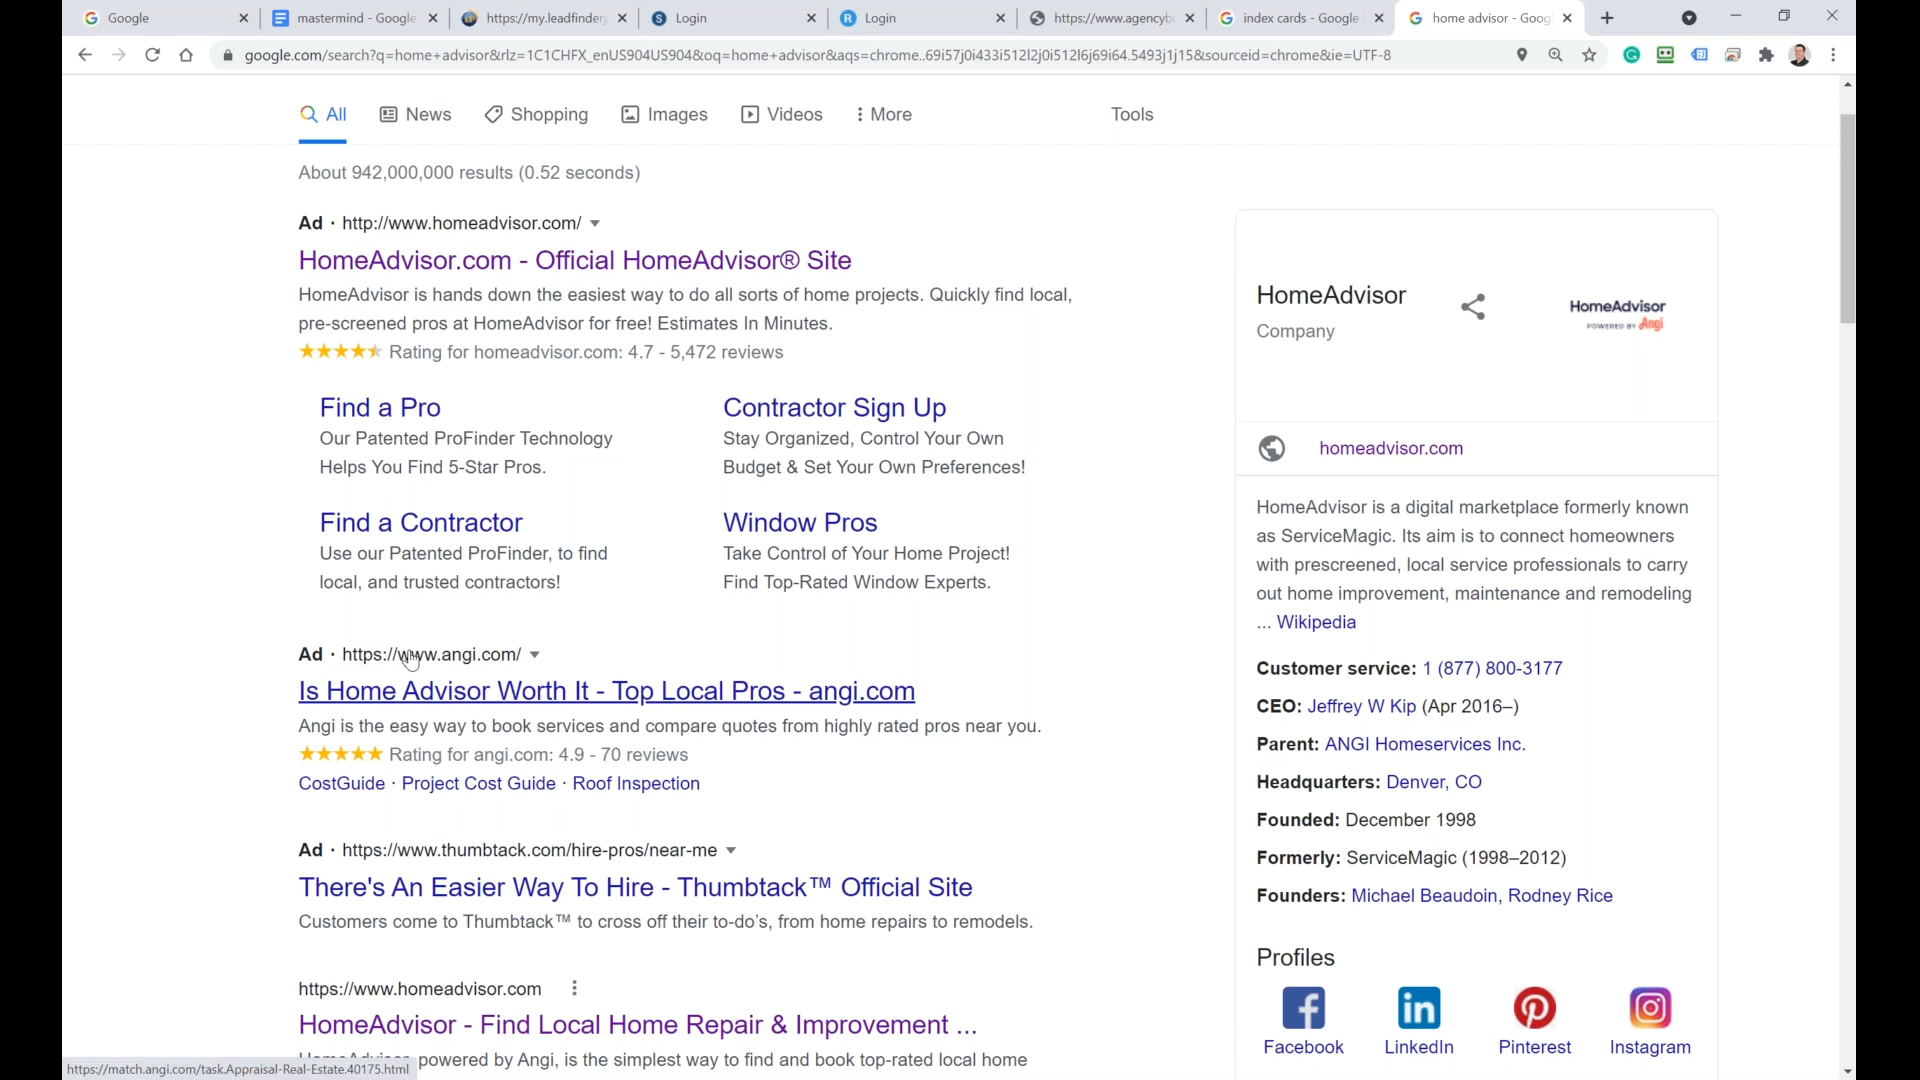 Google
mastermind - Google
https://my.leadfinder
Login
Login
https://www.agencyb
index cards - Google
home advisor - Goog
google.com/search?q=home+advisor&rlz=1C1CHFX_enUS904US904&oq=home+advisor&aqs=chrome..69i57j0i433i512l2j0i512l6j69i64.5493j1j15&sourceid=chrome&ie=UTF-8
All
News
Shopping
Images
Videos
More
Tools
About 942,000,000 results (0.52 seconds)
Ad · http://www.homeadvisor.com/
HomeAdvisor.com - Official HomeAdvisor® Site
HomeAdvisor is hands down the easiest way to do all sorts of home projects. Quickly find local,
pre-screened pros at HomeAdvisor for free! Estimates In Minutes.
Rating for homeadvisor.com: 4.7 - 5,472 reviews
Find a Pro
Our Patented ProFinder Technology
Helps You Find 5-Star Pros.
Contractor Sign Up
Stay Organized, Control Your Own
Budget & Set Your Own Preferences!
Find a Contractor
Use our Patented ProFinder, to find
local, and trusted contractors!
Window Pros
Take Control of Your Home Project!
Find Top-Rated Window Experts.
Ad · https://www.angi.com/
Is Home Advisor Worth It - Top Local Pros - angi.com
Angi is the easy way to book services and compare quotes from highly rated pros near you.
Rating for angi.com: 4.9 - 70 reviews
CostGuide · Project Cost Guide · Roof Inspection
Ad · https://www.thumbtack.com/hire-pros/near-me
There's An Easier Way To Hire - Thumbtack™ Official Site
Customers come to Thumbtack™ to cross off their to-do's, from home repairs to remodels.
https://www.homeadvisor.com
HomeAdvisor - Find Local Home Repair & Improvement ...
HomeAdvisor, powered by Angi, is the simplest way to find and book top-rated local home
https://match.angi.com/task.Appraisal-Real-Estate.40175.html
HomeAdvisor
Company
HomeAdvisor
POWERED BY Angi
homeadvisor.com
HomeAdvisor is a digital marketplace formerly known
as ServiceMagic. Its aim is to connect homeowners
with prescreened, local service professionals to carry
out home improvement, maintenance and remodeling
... Wikipedia
Customer service: 1 (877) 800-3177
CEO: Jeffrey W Kip (Apr 2016–)
Parent: ANGI Homeservices Inc.
Headquarters: Denver, CO
Founded: December 1998
Formerly: ServiceMagic (1998–2012)
Founders: Michael Beaudoin, Rodney Rice
Profiles
Facebook
LinkedIn
Pinterest
Instagram